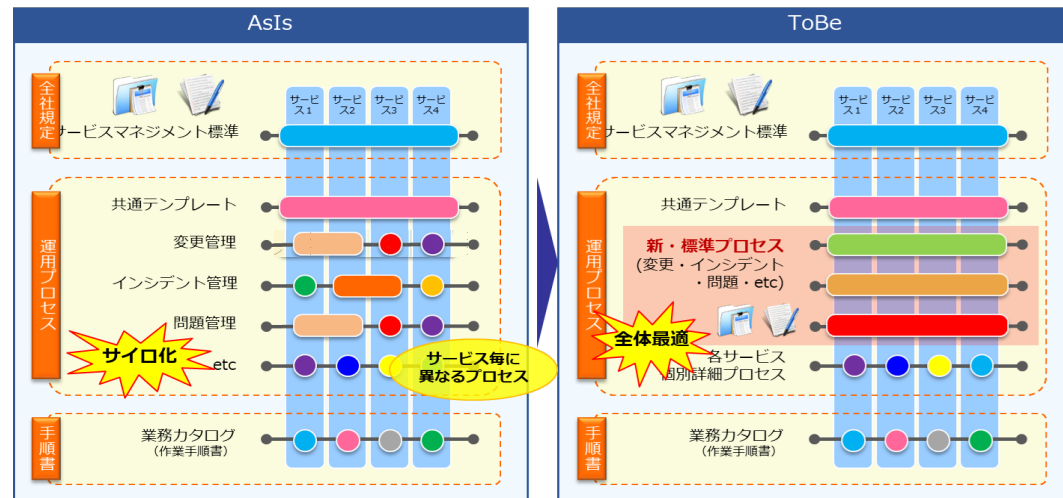 AsIs
全社規定
サービス1
サービス2
サービス3
サービス4
サービスマネジメント標準
運用プロセス
共通テンプレート
変更管理
インシデント管理
問題管理
サイロ化
etc
サービス毎に
異なるプロセス
手順書
業務カタログ
(作業手順書)
ToBe
全社規定
サービス1
サービス2
サービス3
サービス4
サービスマネジメント標準
運用プロセス
共通テンプレート
新・標準プロセス
(変更・インシデント
・問題・etc)
全体最適
各サービス
個別詳細プロセス
手順書
業務カタログ
(作業手順書)